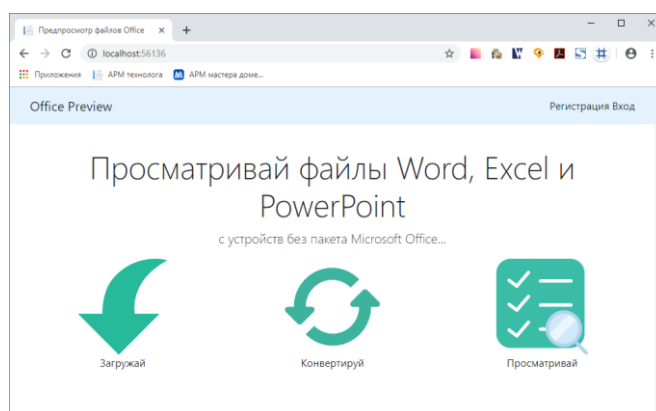 Предпросмотр файлов Office
localhost:56136
Приложения АРМ технолога АРМ мастера доме...
Office Preview Регистрация Вход
Просматривай файлы Word, Excel и
PowerPoint
с устройств без пакета Microsoft Office...
Загружай Конвертируй Просматривай